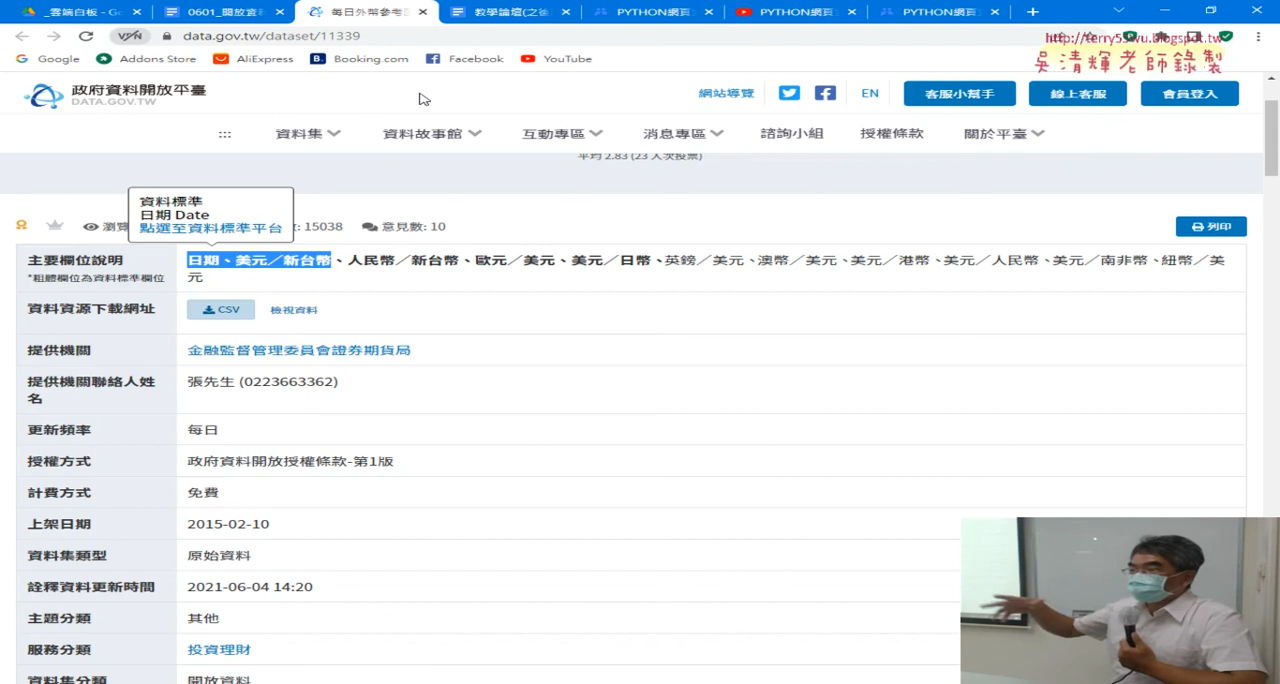 _雲端白板 - Go
0601_開放資料
每日外幣參考匯
教學論壇(之後
PYTHON網頁
PYTHON網頁
PYTHON網頁
VPN
data.gov.tw/dataset/11339
http://terry55wu.blogspot.tw
吳清輝老師錄製
Google
Addons Store
AliExpress
Booking.com
Facebook
YouTube
政府資料開放平臺
DATA.GOV.TW
網站導覽
EN
客服小幫手
線上客服
會員登入
資料集
資料故事館
互動專區
消息專區
諮詢小組
授權條款
關於平臺
平均 2.83 (23 人次投票)
資料標準
日期 Date
點選至資料標準平台
瀏覽
: 15038
意見數: 10
列印
主要欄位說明
*粗體欄位為資料標準欄位
日期、美元／新台幣、人民幣／新台幣、歐元／美元、美元／日幣、英鎊／美元、澳幣／美元、美元／港幣、美元／人民幣、美元／南非幣、紐幣／美
元
資料資源下載網址
CSV
檢視資料
提供機關
金融監督管理委員會證券期貨局
提供機關聯絡人姓
名
張先生 (0223663362)
更新頻率
每日
授權方式
政府資料開放授權條款-第1版
計費方式
免費
上架日期
2015-02-10
資料集類型
原始資料
詮釋資料更新時間
2021-06-04 14:20
主題分類
其他
服務分類
投資理財
資料集分類
開放資料